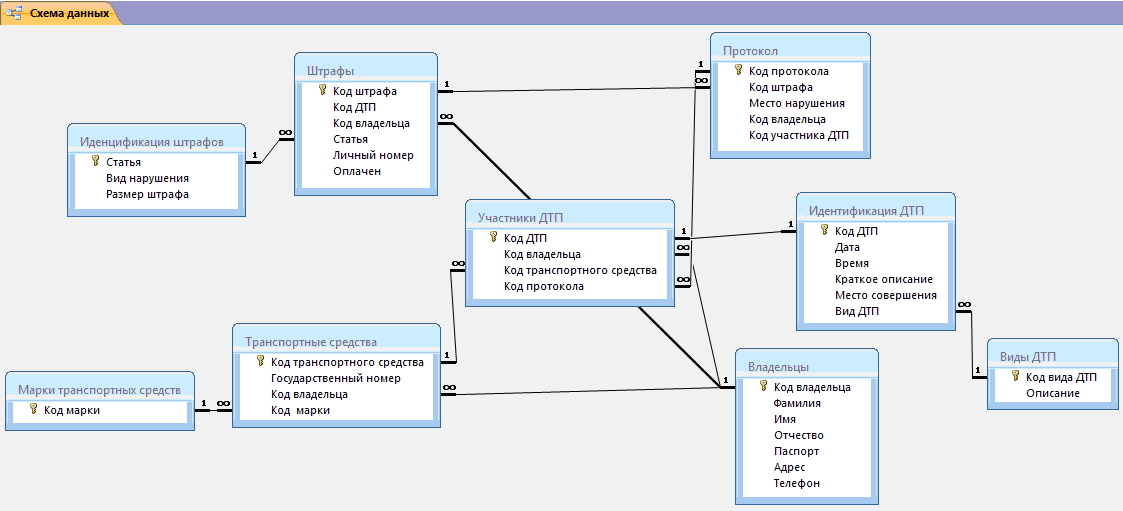 Схема данных
Штрафы
Код штрафа
Код ДТП
Код владельца
Статья
Личный номер
Оплачен
Протокол
Код протокола
Код штрафа
Место нарушения
Код владельца
Код участника ДТП
Иденцификация штрафов
Статья
Вид нарушения
Размер штрафа
Участники ДТП
Код ДТП
Код владельца
Код транспортного средства
Код протокола
Идентификация ДТП
Код ДТП
Дата
Время
Краткое описание
Место совершения
Вид ДТП
Транспортные средства
Код транспортного средства
Государственный номер
Код владельца
Код марки
Марки транспортных средств
Код марки
Владельцы
Код владельца
Фамилия
Имя
Отчество
Паспорт
Адрес
Телефон
Виды ДТП
Код вида ДТП
Описание
1
∞
1
∞
1
∞
1
∞
∞
1
1
∞
1
∞
∞
1
1
∞
1